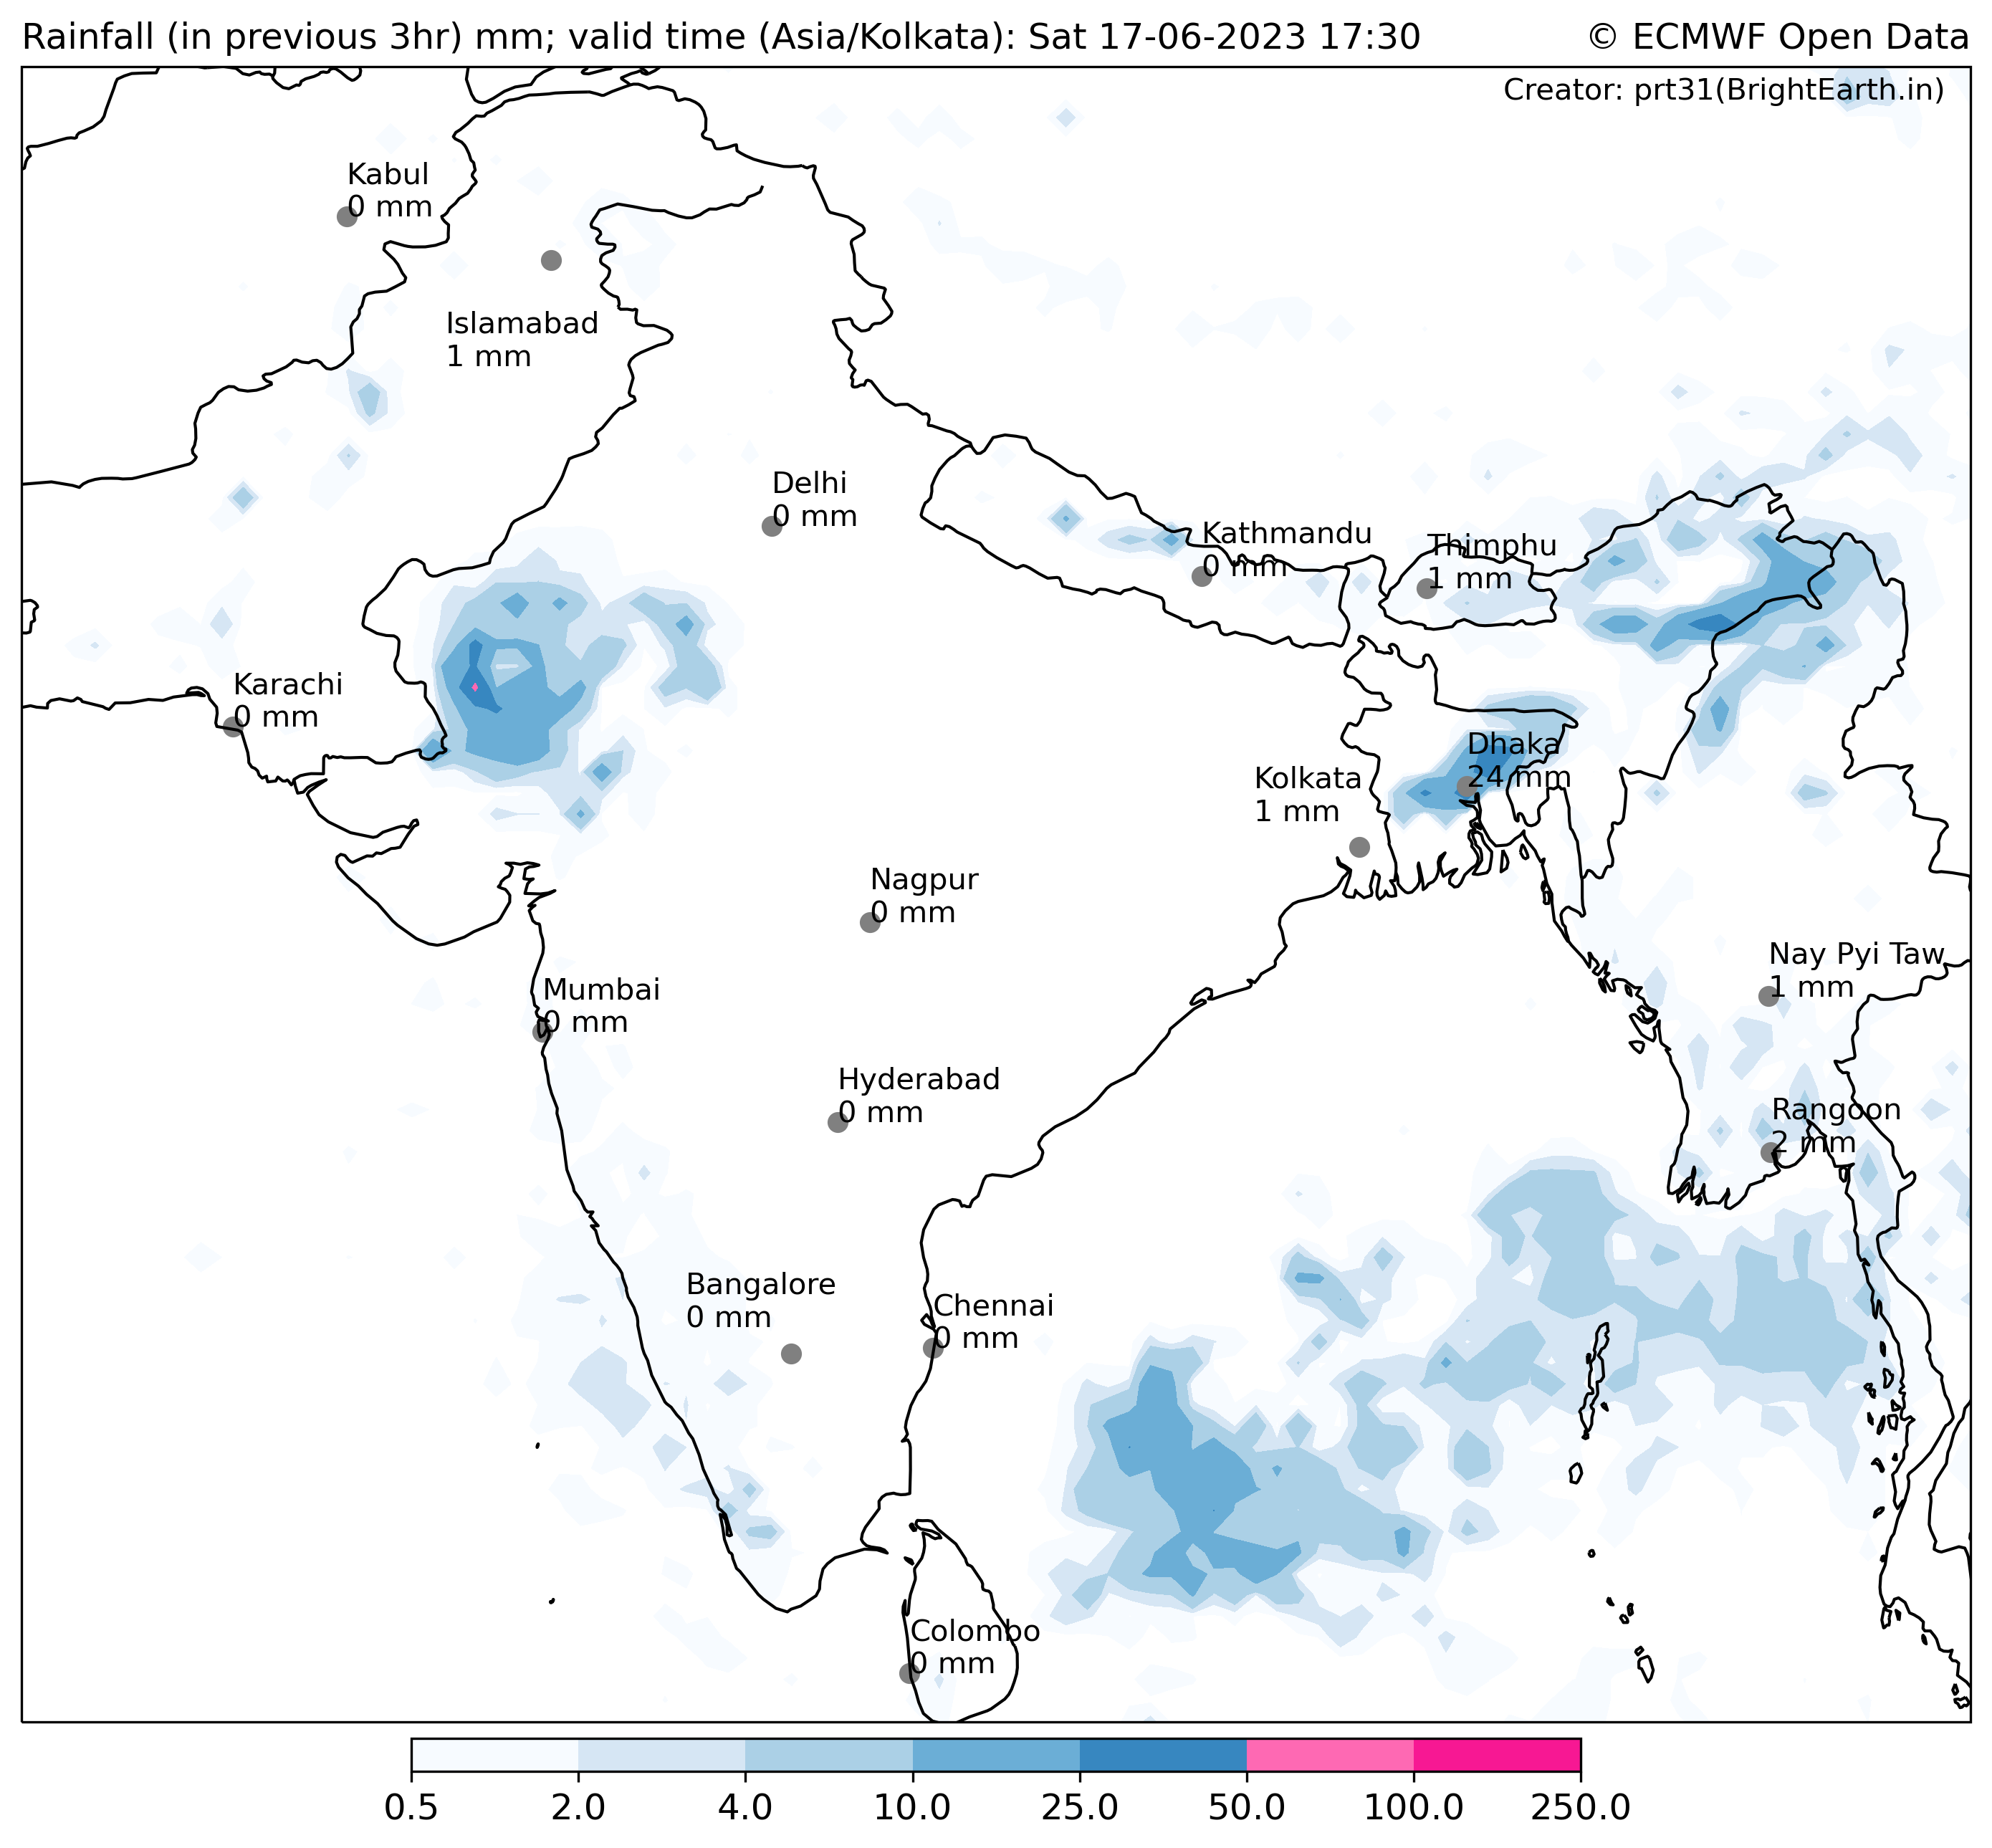 Rainfall (in previous 3hr) mm; valid time (Asia/Kolkata): Sat 17-06-2023 17:30
© ECMWF Open Data
Creator: prt31(BrightEarth.in)
Kabul
0 mm
Islamabad
1 mm
Delhi
0 mm
Kathmandu
0 mm
Thimphu
1 mm
Karachi
0 mm
Dhaka
24 mm
Kolkata
1 mm
Nagpur
0 mm
Nay Pyi Taw
1 mm
Mumbai
0 mm
Hyderabad
0 mm
Rangoon
2 mm
Bangalore
0 mm
Chennai
0 mm
Colombo
0 mm
0.5 2.0 4.0 10.0 25.0 50.0 100.0 250.0